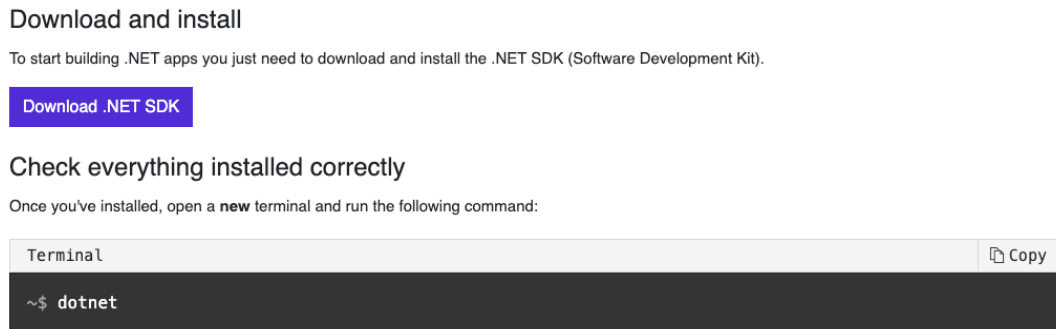 Download and install
To start building .NET apps you just need to download and install the .NET SDK (Software Development Kit).
Download .NET SDK
Check everything installed correctly
Once you've installed, open a new terminal and run the following command:
Terminal Copy
~$ dotnet